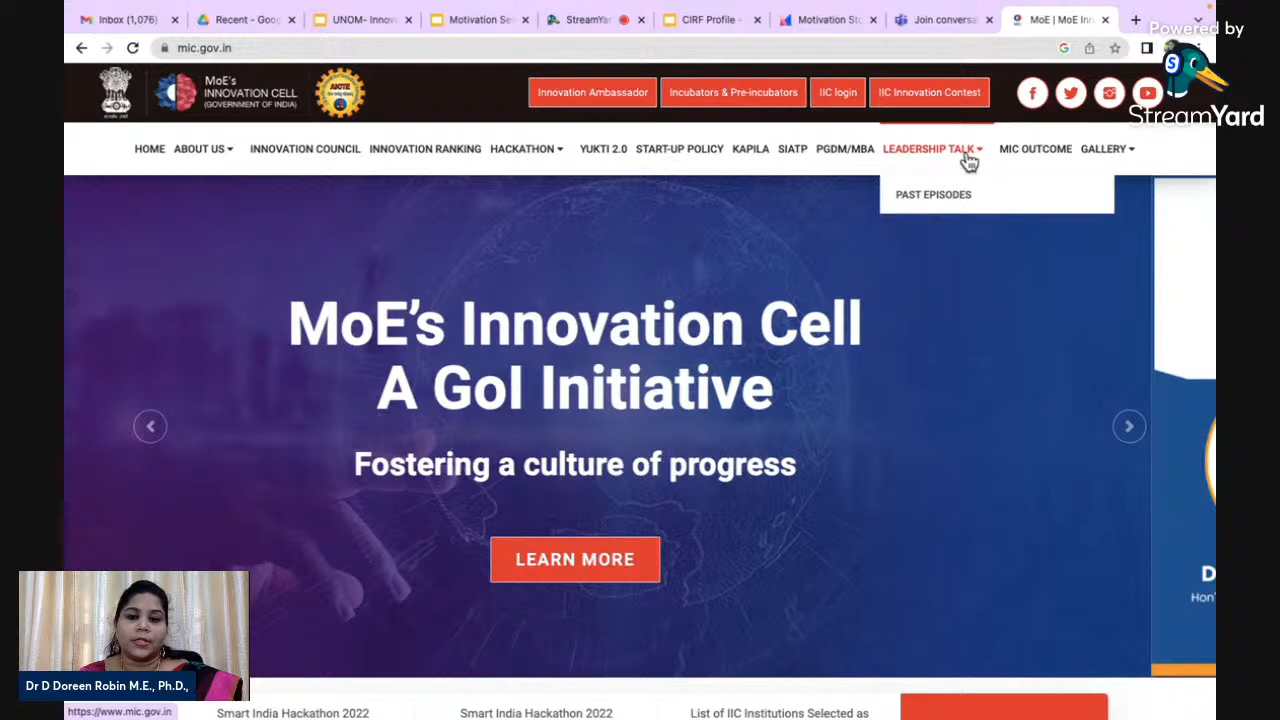 Inbox (1,076)
Recent - Goog
UNOM- Innova
Motivation Se
StreamYa
CIRF Profile -
Motivation Sto
Join conversa
MoE | MoE Inn
mic.gov.in
Powered by
StreamYard
MoE's
INNOVATION CELL
(GOVERNMENT OF INDIA)
AICTE
Innovation Ambassador
Incubators & Pre-incubators
IIC login
IIC Innovation Contest
HOME ABOUT US INNOVATION COUNCIL INNOVATION RANKING HACKATHON YUKTI 2.0 START-UP POLICY KAPILA SIATP PGDM/MBA LEADERSHIP TALK MIC OUTCOME GALLERY
PAST EPISODES
MoE's Innovation Cell
A GoI Initiative
Fostering a culture of progress
LEARN MORE
D
Hon'
Dr D Doreen Robin M.E., Ph.D.,
https://www.mic.gov.in
Smart India Hackathon 2022
Smart India Hackathon 2022
List of IIC Institutions Selected as